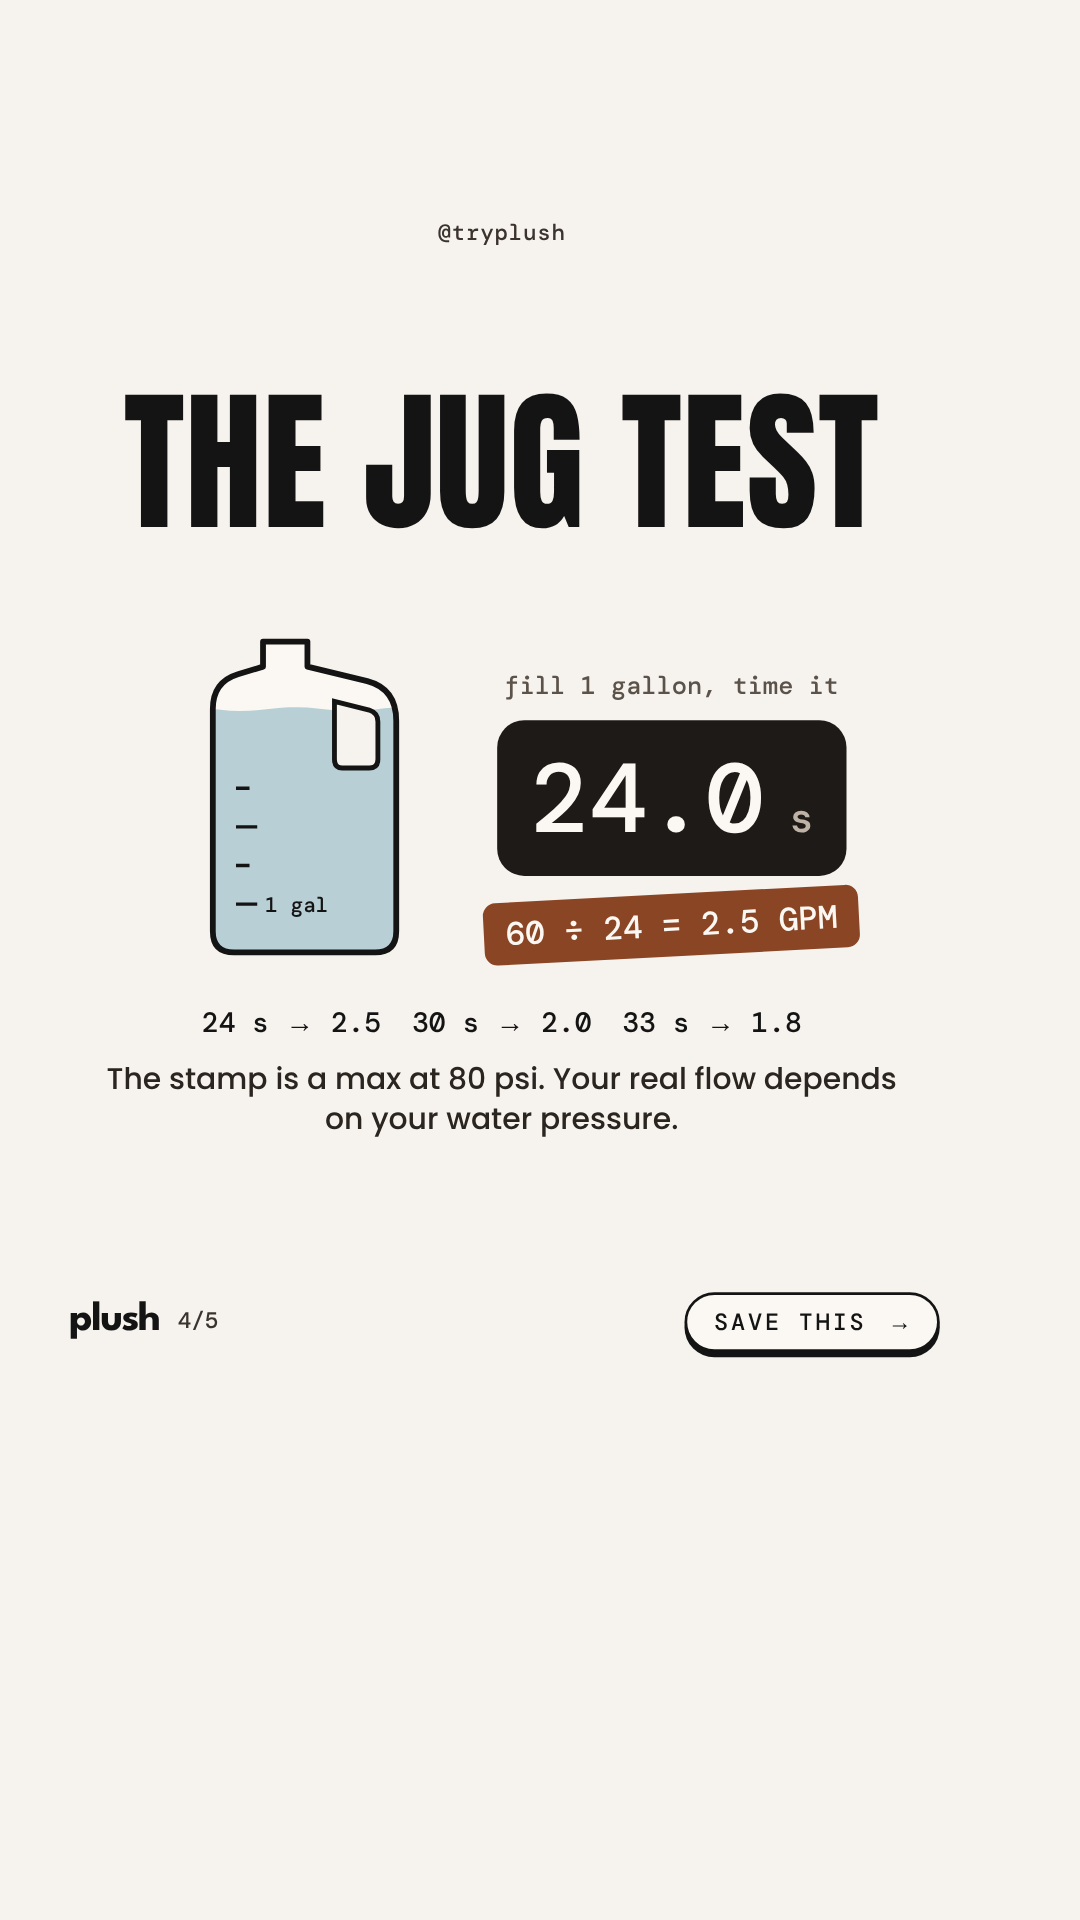 @tryplush
THE JUG TEST
fill 1 gallon, time it
24.0 s
1 gal
60 ÷ 24 = 2.5 GPM
24 s → 2.5 30 s → 2.0 33 s → 1.8
The stamp is a max at 80 psi. Your real flow depends
on your water pressure.
plush 4/5
SAVE THIS →